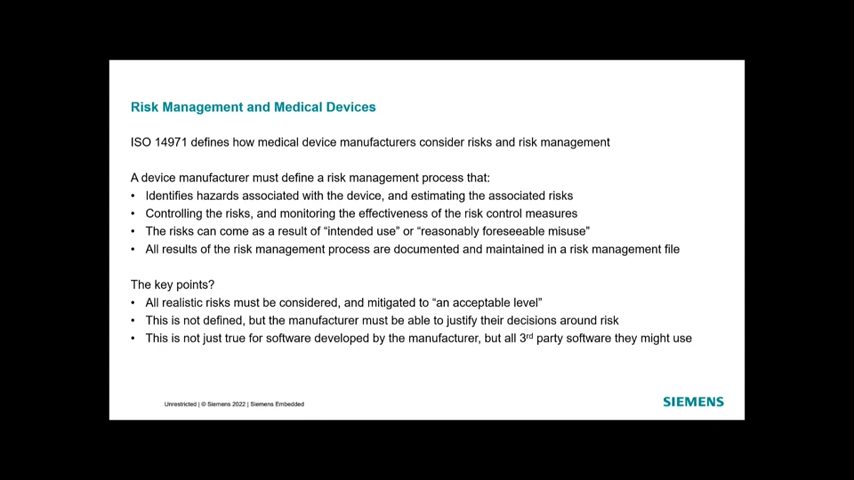 Risk Management and Medical Devices
ISO 14971 defines how medical device manufacturers consider risks and risk management
A device manufacturer must define a risk management process that:
• Identifies hazards associated with the device, and estimating the associated risks
• Controlling the risks, and monitoring the effectiveness of the risk control measures
• The risks can come as a result of “intended use” or “reasonably foreseeable misuse”
• All results of the risk management process are documented and maintained in a risk management file
The key points?
• All realistic risks must be considered, and mitigated to “an acceptable level”
• This is not defined, but the manufacturer must be able to justify their decisions around risk
• This is not just true for software developed by the manufacturer, but all 3rd party software they might use
Unrestricted | © Siemens 2022 | Siemens Embedded
SIEMENS